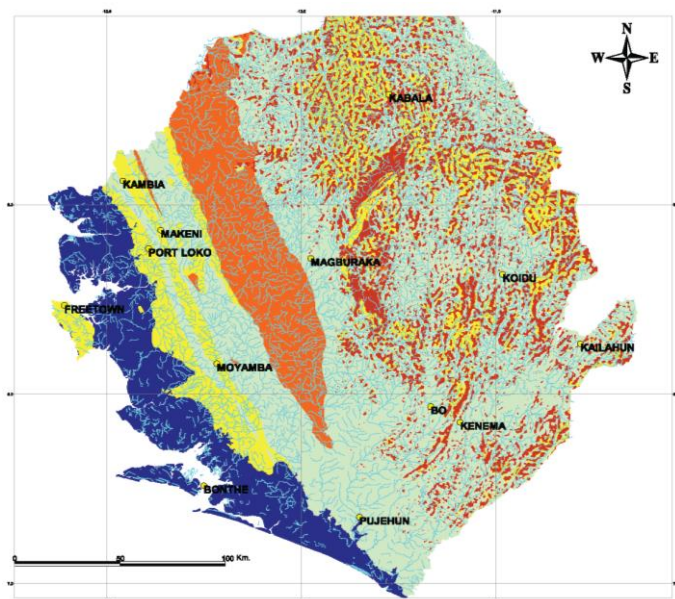 N
W E
S
KABALA
KAMBIA
MAKENI
PORT LOKO
MAGBURAKA
KOIDU
FREETOWN
KAILAHUN
MOYAMBA
BO
KENEMA
BONTHE
PUJEHUN
0 50 100 Km.